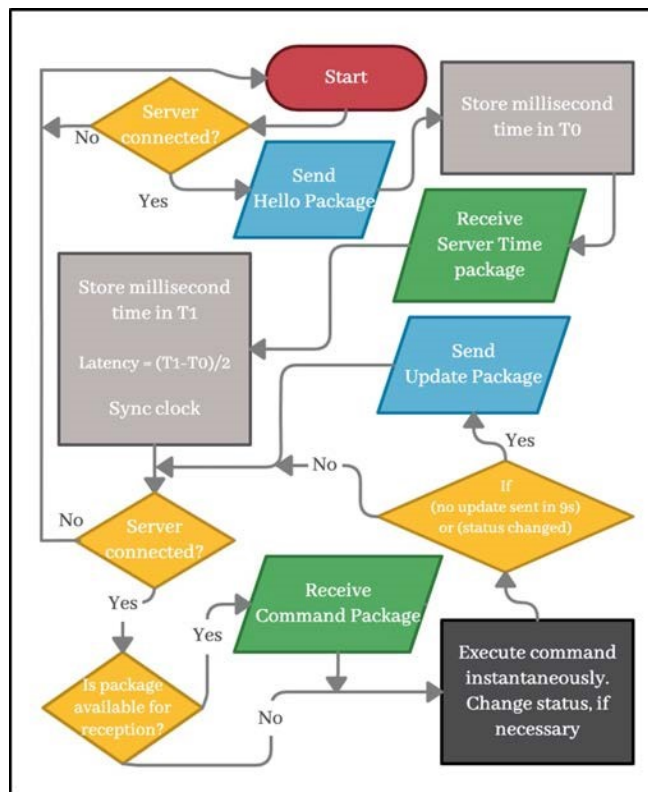 Start
Server
connected?
No
Yes
Send
Hello Package
Store millisecond
time in T0
Receive
Server Time
package
Store millisecond
time in T1
Latency = (T1-T0)/2
Sync clock
Send
Update Package
Yes
No
If
(no update sent in 9s)
or (status changed)
No
Server
connected?
Yes
Yes
Receive
Command Package
Is package
available for
reception?
No
Execute command
instantaneously.
Change status, if
necessary